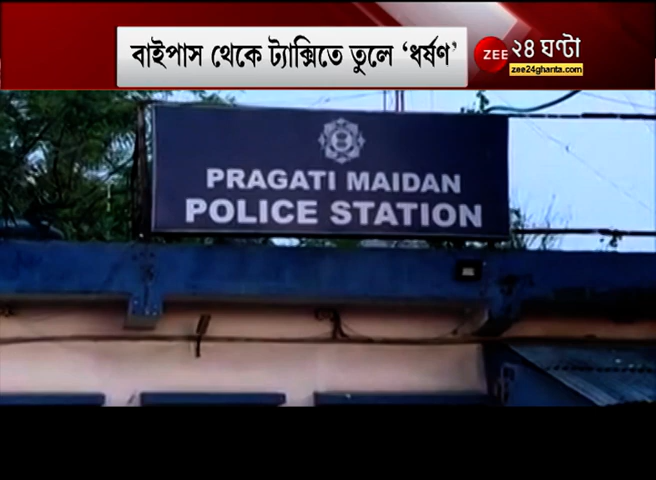 বাইপাস থেকে ট্যাক্সিতে তুলে ‘ধর্ষণ’
ZEE ২৪ ঘণ্টা
zee24ghanta.com
PRAGATI MAIDAN
POLICE STATION